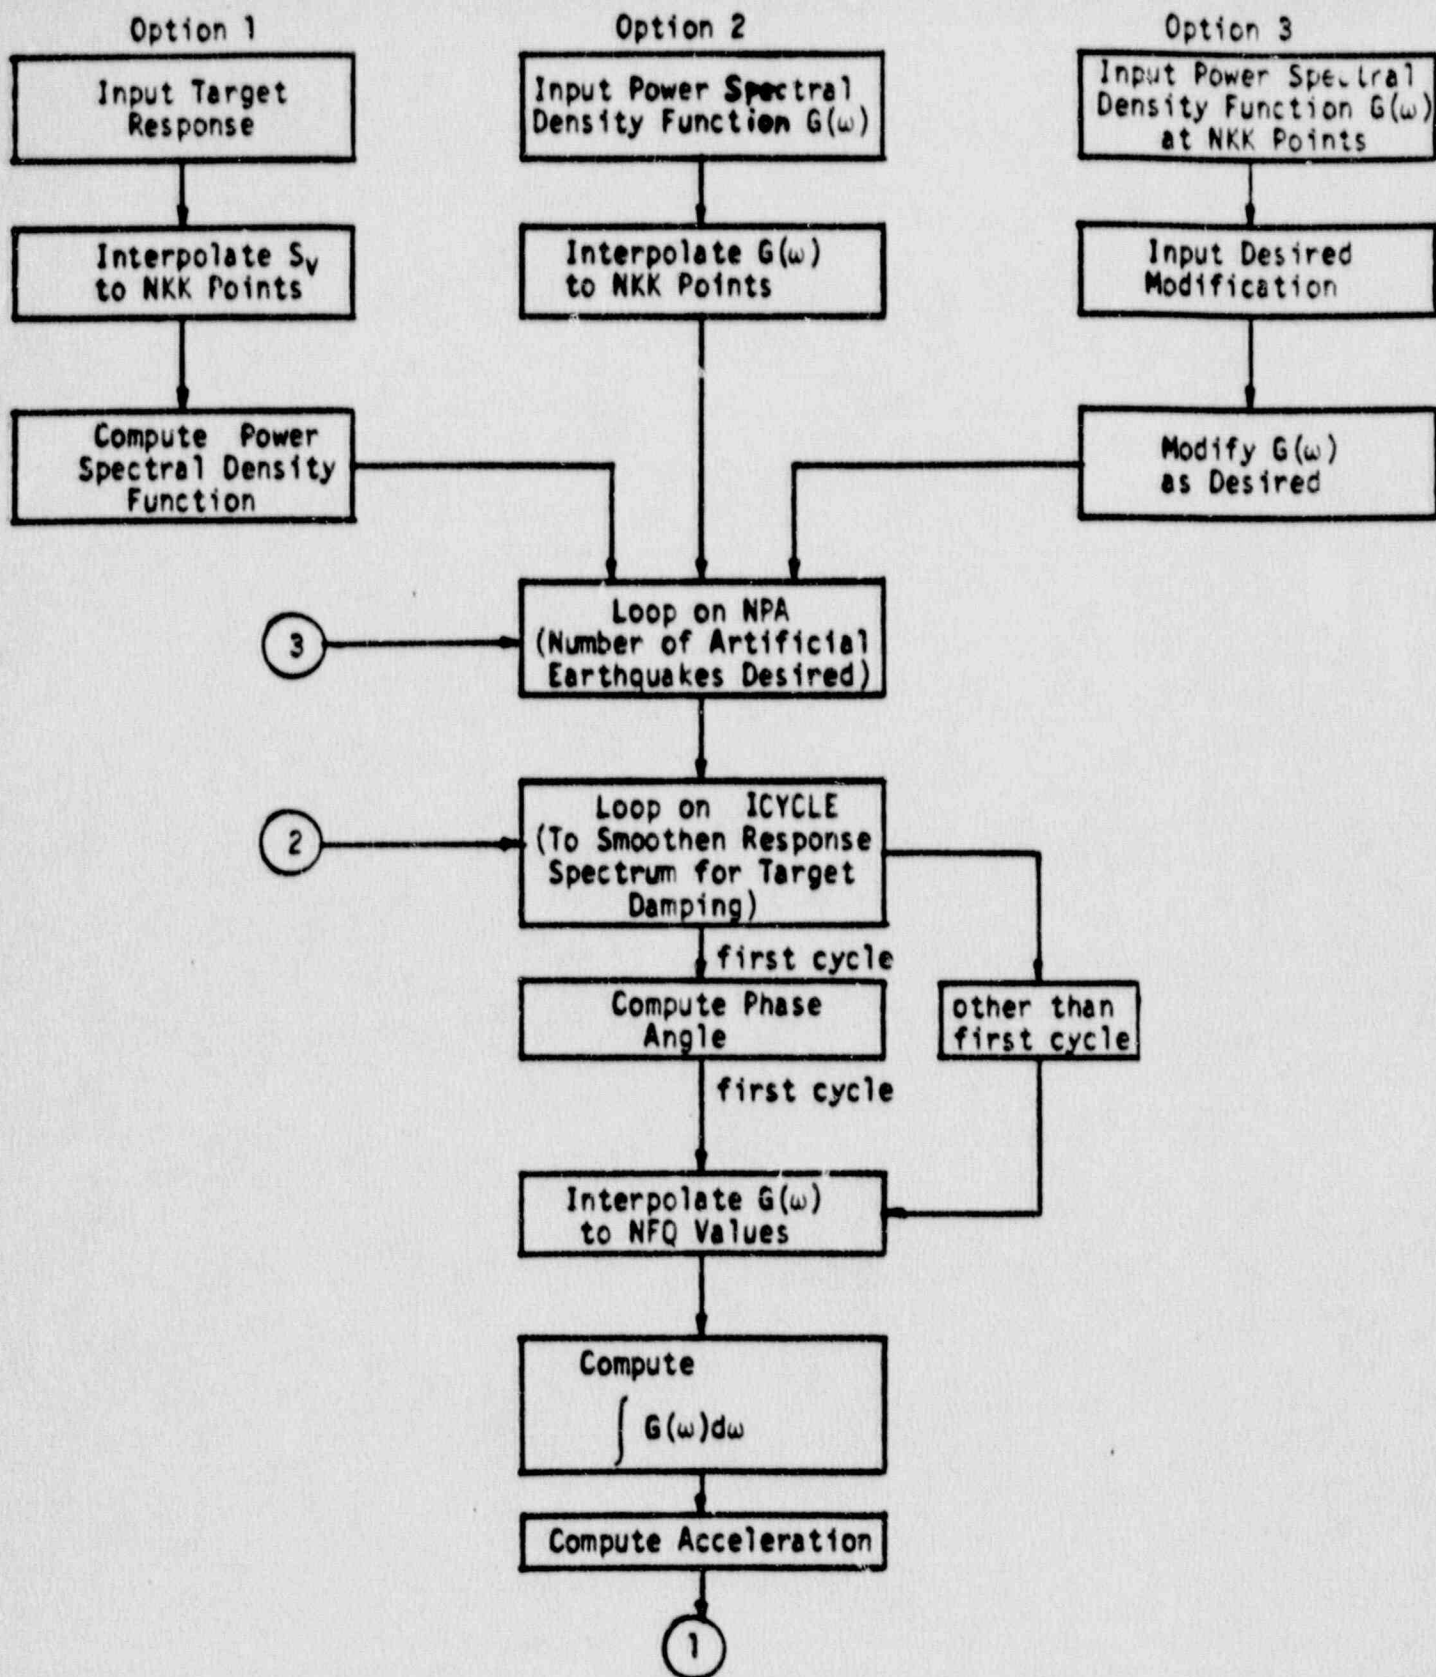 Option 1
Input Target
Response
Interpolate Sv
to NKK Points
Compute Power
Spectral Density
Function
Option 2
Input Power Spectral
Density Function G(ω)
Interpolate G(ω)
to NKK Points
Option 3
Input Power Spectral
Density Function G(ω)
at NKK Points
Input Desired
Modification
Modify G(ω)
as Desired
3
Loop on NPA
(Number of Artificial
Earthquakes Desired)
2
Loop on ICYCLE
(To Smoothen Response
Spectrum for Target
Damping)
first cycle
Compute Phase
Angle
other than
first cycle
first cycle
Interpolate G(ω)
to NFQ Values
Compute
∫ G(ω)dω
Compute Acceleration
1